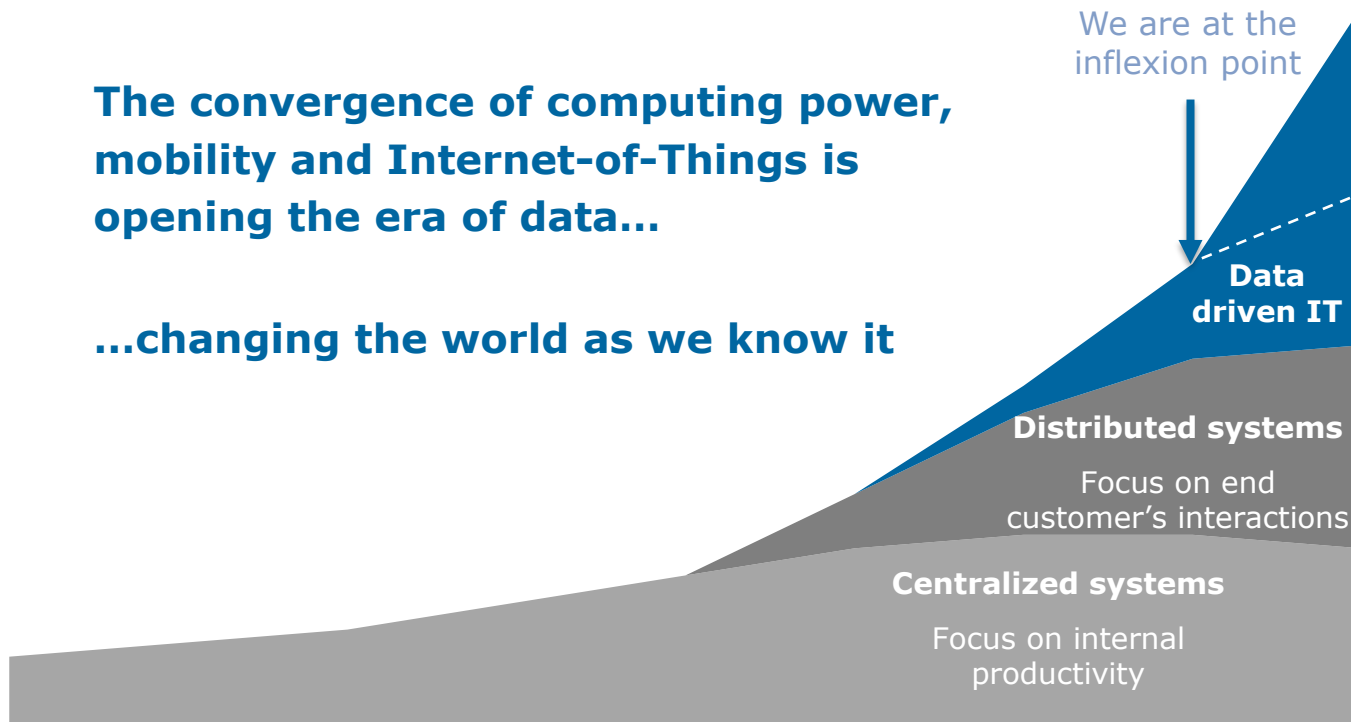 We are at the
inflexion point
The convergence of computing power,
mobility and Internet-of-Things is
opening the era of data…
…changing the world as we know it
Data
driven IT
Distributed systems
Focus on end
customer’s interactions
Centralized systems
Focus on internal
productivity